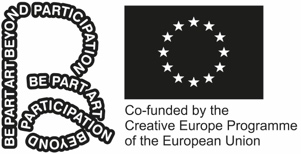 BE PART ART BEYOND PARTICIPATION
BE PART ART
BEYOND PARTICIPATION
Co-funded by the
Creative Europe Programme
of the European Union